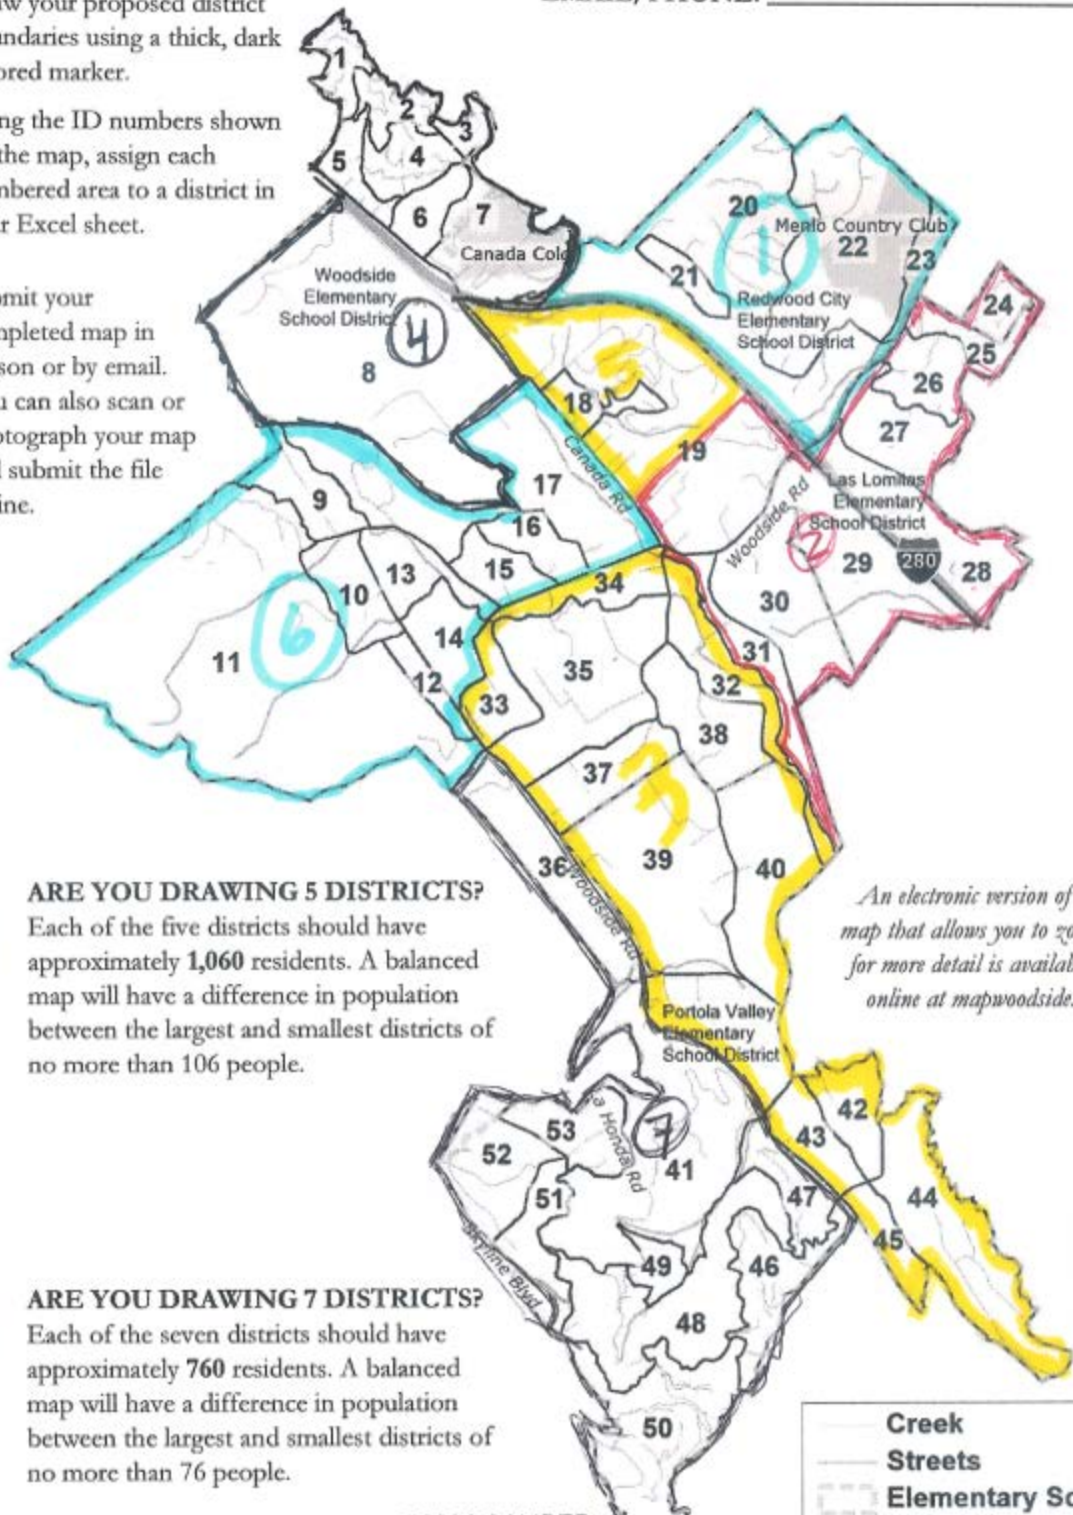 w your proposed district
undaries using a thick, dark
ored marker.
ng the ID numbers shown
the map, assign each
mbered area to a district in
r Excel sheet.
mit your
mpleted map in
son or by email.
u can also scan or
otograph your map
d submit the file
ine.
1
2
3
4
5
6
7
Canada Col
Woodside
Elementary
School District
4
8
20
1
Menlo Country Club
22
21
23
Redwood City
Elementary
School District
24
25
26
27
5
18
19
Canada Rd
17
16
9
15
Las Lomitas
Elementary
School District
Woodside Rd
2
29
280
28
30
34
13
10
14
6
11
12
31
35
32
33
38
37
3
39
40
36
Woodside Rd
ARE YOU DRAWING 5 DISTRICTS?
Each of the five districts should have
approximately 1,060 residents. A balanced
map will have a difference in population
between the largest and smallest districts of
no more than 106 people.
An electronic version of
map that allows you to zo
for more detail is availal
online at mapwoodside.
Portola Valley
Elementary
School District
42
43
53
a Honda Rd
7
52
41
51
47
44
45
49
46
Skyline Blvd
48
50
ARE YOU DRAWING 7 DISTRICTS?
Each of the seven districts should have
approximately 760 residents. A balanced
map will have a difference in population
between the largest and smallest districts of
no more than 76 people.
Creek
Streets
Elementary Sc